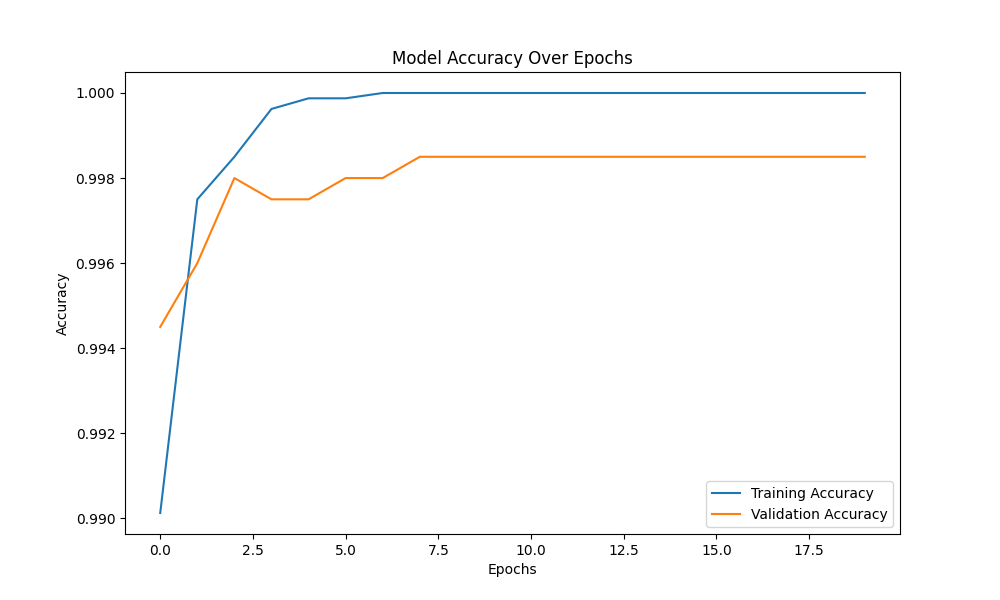 Model Accuracy Over Epochs
1.000
0.998
0.996
0.994
0.992
0.990
Accuracy
0.0 2.5 5.0 7.5 10.0 12.5 15.0 17.5
Epochs
Training Accuracy
Validation Accuracy